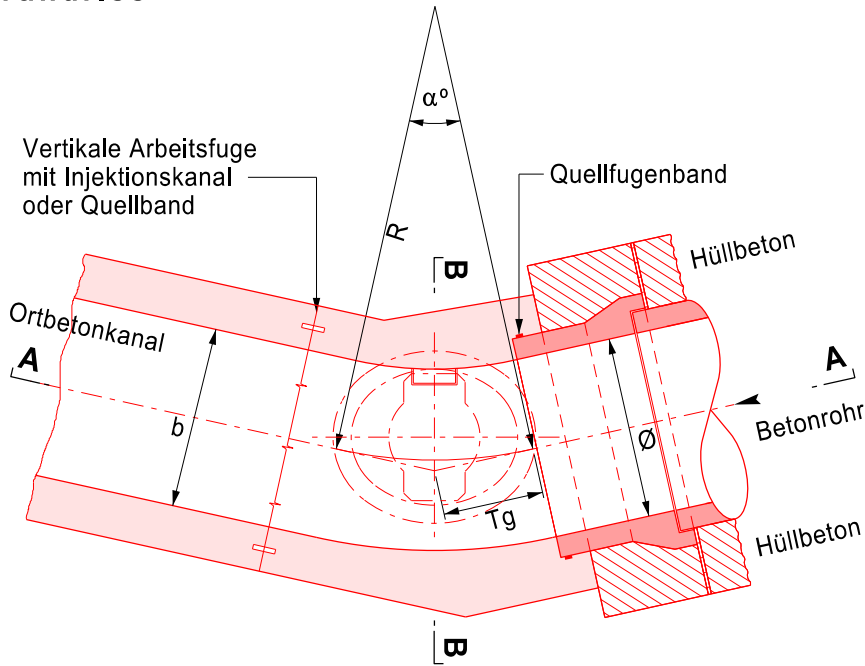 α°
Vertikale Arbeitsfuge
mit Injektionskanal
oder Quellband
Quellfugenband
R
B
Hüllbeton
Ortbetonkanal
A
A
b
Ø
Betonrohr
Tg
Hüllbeton
B